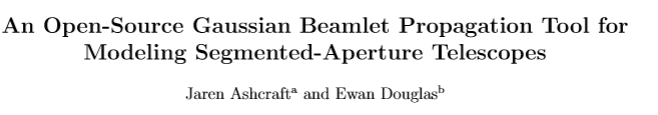 An Open-Source Gaussian Beamlet Propagation Tool for
Modeling Segmented-Aperture Telescopes
Jaren Ashcraftᵃ and Ewan Douglasᵇ